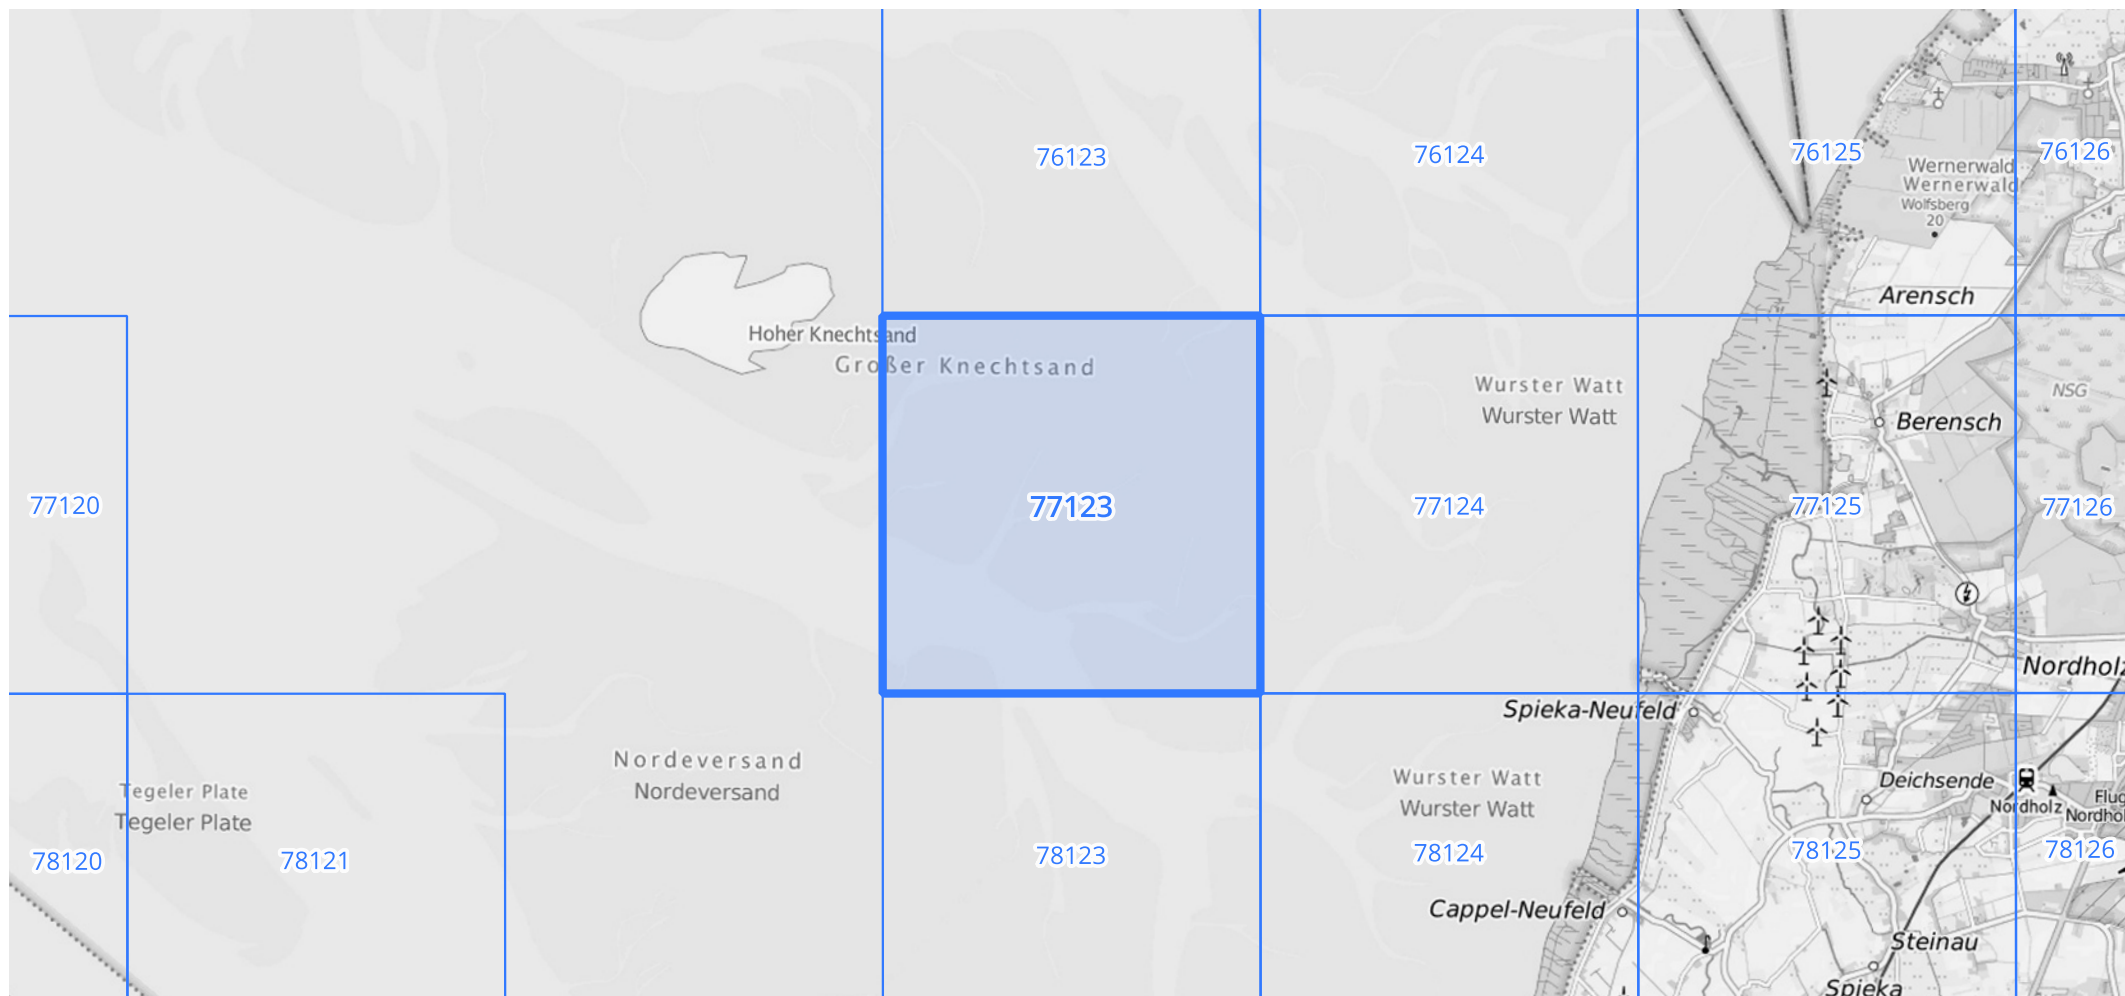 76123
76124
76125
76126
Wernerwald
Wernerwald
Wolfsberg
20
Arensch
Hoher Knechtsand
Großer Knechtsand
Wurster Watt
Wurster Watt
NSG
Berensch
77120
77123
77124
77125
77126
Nordholz
Spieka-Neufeld
Nordeversand
Nordeversand
Wurster Watt
Wurster Watt
Deichsende
Tegeler Plate
Tegeler Plate
Nordholz
Flug
Nordhol
78120
78121
78123
78124
78125
78126
Cappel-Neufeld
Steinau
Spieka